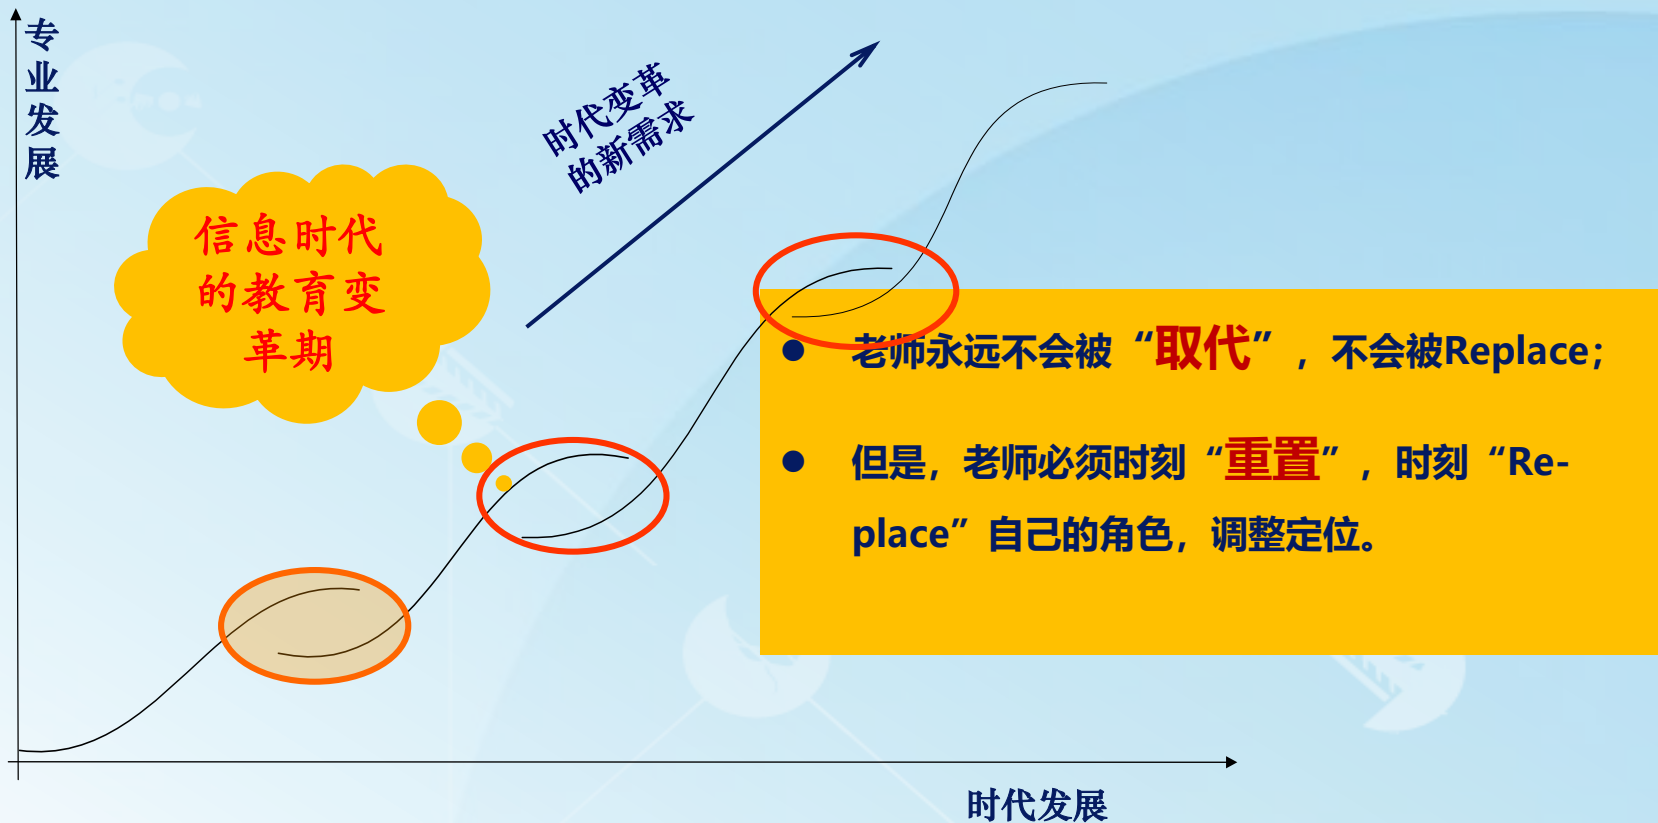 专业发展
时代变革
的新需求
信息时代
的教育变
革期
● 老师永远不会被“取代”，不会被Replace；
● 但是，老师必须时刻“重置”，时刻“Re-
place”自己的角色，调整定位。
时代发展